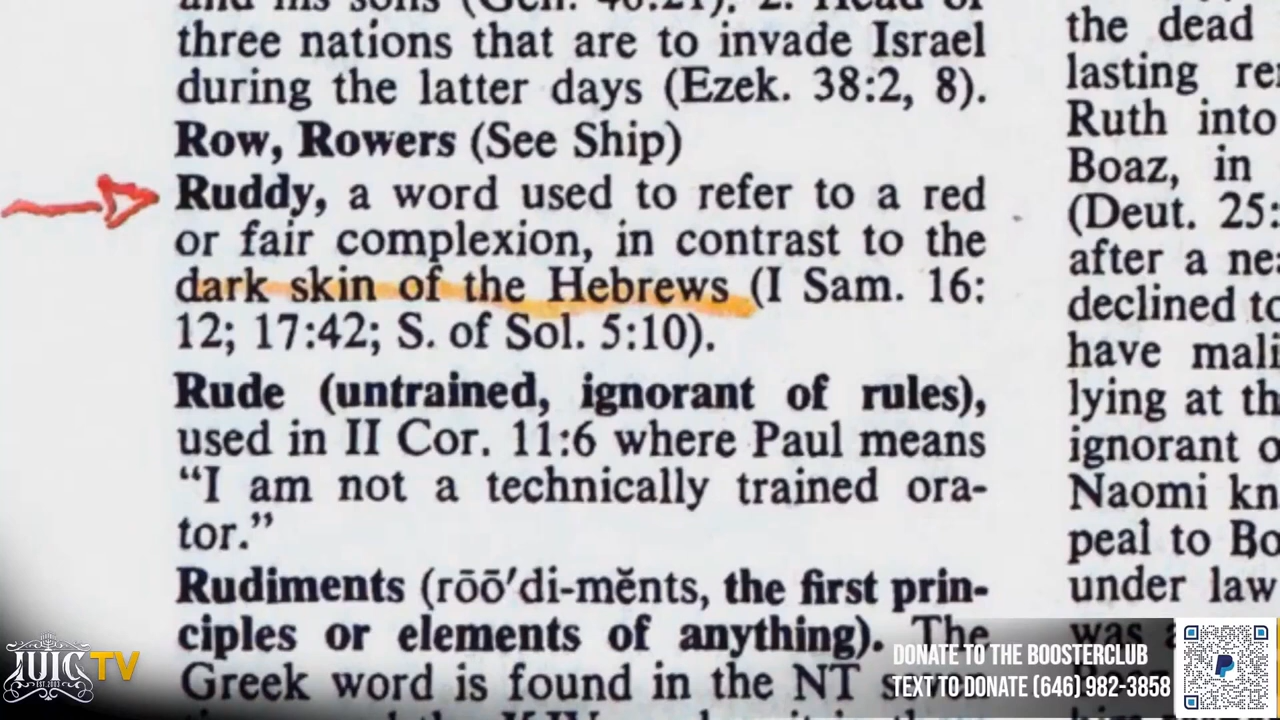 three nations that are to invade Israel
during the latter days (Ezek. 38:2, 8).
Row, Rowers (See Ship)
Ruddy, a word used to refer to a red
or fair complexion, in contrast to the
dark skin of the Hebrews (I Sam. 16:
12; 17:42; S. of Sol. 5:10).
Rude (untrained, ignorant of rules),
used in II Cor. 11:6 where Paul means
“I am not a technically trained ora-
tor.”
Rudiments (rōō′di-mĕnts, the first prin-
ciples or elements of anything). The
Greek word is found in the NT
the dead
lasting
Ruth into
Boaz, in
(Deut. 25:
after a
declined
have
lying at
ignorant
Naomi
peal to
under law
was
IUIC TV
DONATE TO THE BOOSTERCLUB
TEXT TO DONATE (646) 982-3858